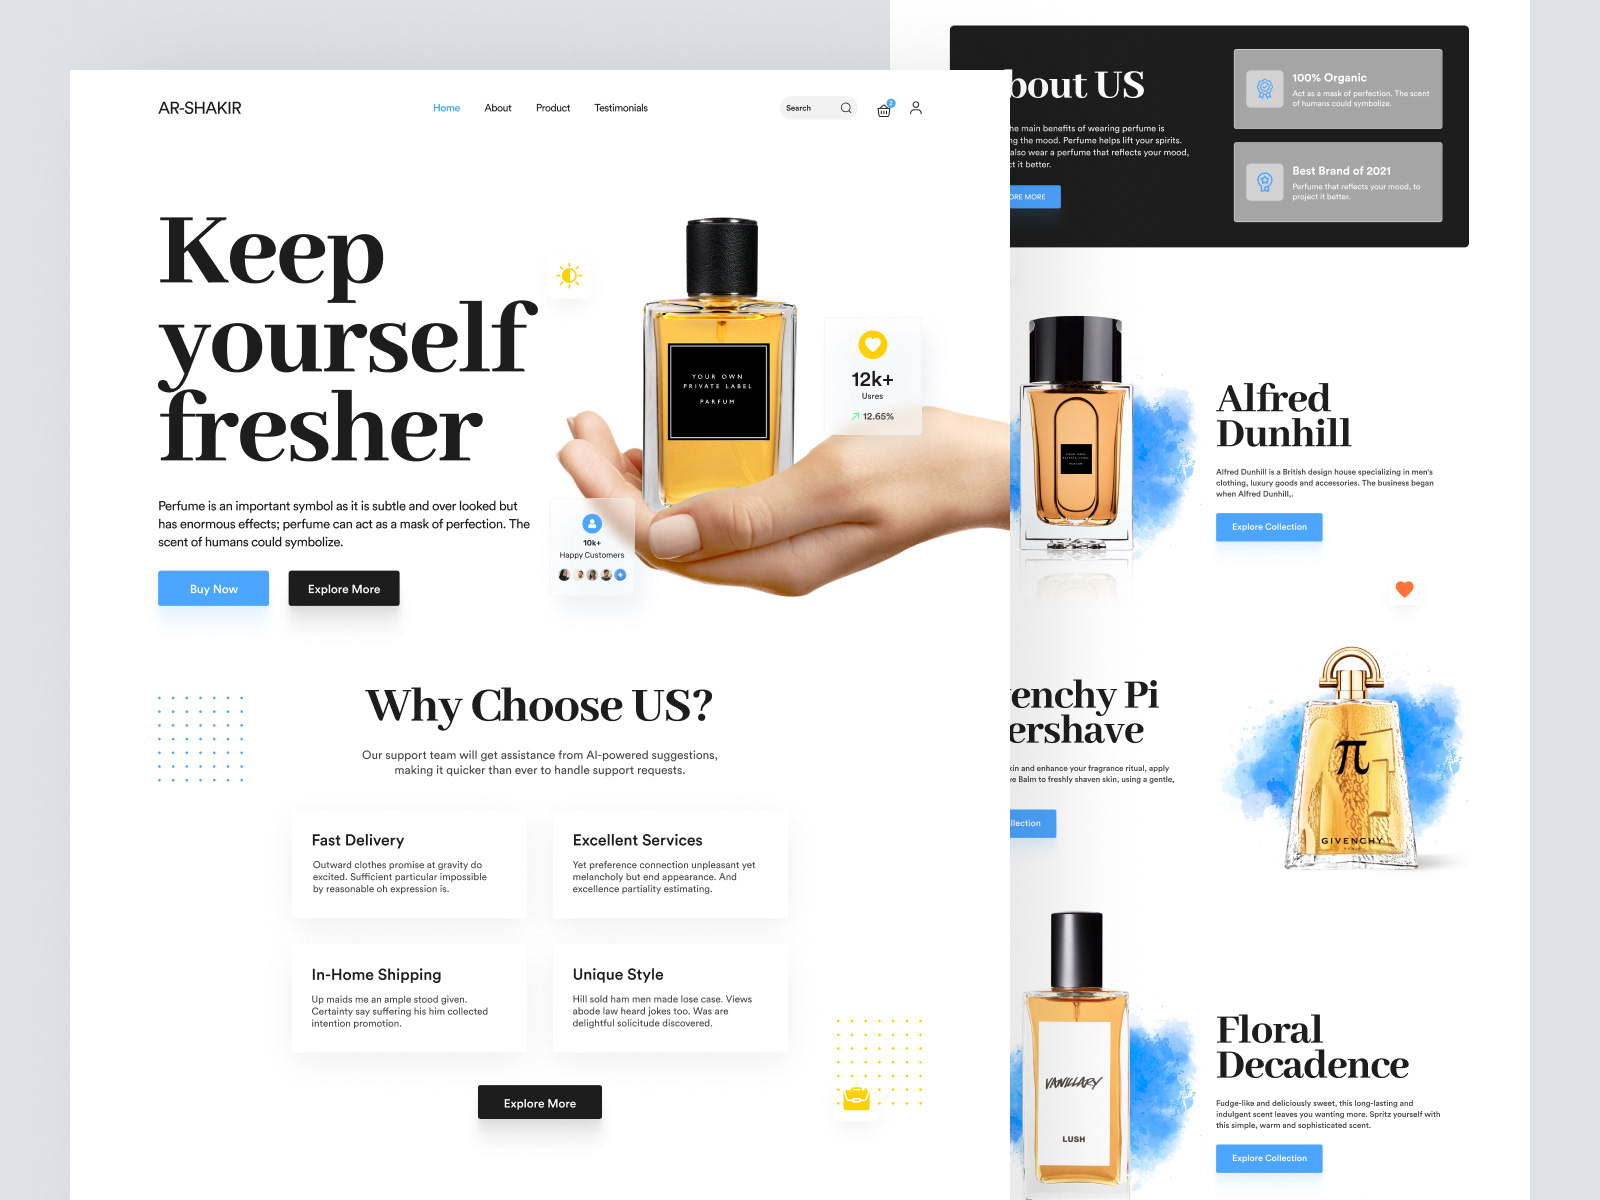 AR-SHAKIR
Home
About
Product
Testimonials
Search
2
Keep
yourself
fresher
Perfume is an important symbol as it is subtle and over looked but
has enormous effects; perfume can act as a mask of perfection. The
scent of humans could symbolize.
Buy Now
Explore More
YOUR OWN
PRIVATE LABEL
PARFUM
12k+
Usres
12.65%
10k+
Happy Customers
Why Choose US?
Our support team will get assistance from AI-powered suggestions,
making it quicker than ever to handle support requests.
Fast Delivery
Outward clothes promise at gravity do
excited. Sufficient particular impossible
by reasonable oh expression is.
Excellent Services
Yet preference connection unpleasant yet
melancholy but end appearance. And
excellence partiality estimating.
In-Home Shipping
Up maids me an ample stood given.
Certainty say suffering his him collected
intention promotion.
Unique Style
Hill sold ham men made lose case. Views
abode law heard jokes too. Was are
delightful solicitude discovered.
Explore More
bout US
he main benefits of wearing perfume is
ng the mood. Perfume helps lift your spirits.
also wear a perfume that reflects your mood,
ct it better.
ORE MORE
100% Organic
Act as a mask of perfection. The scent
of humans could symbolize.
Best Brand of 2021
Perfume that reflects your mood, to
project it better.
YOUR OWN
PRIVATE LABEL
PARFUM
Alfred
Dunhill
Alfred Dunhill is a British design house specializing in men's
clothing, luxury goods and accessories. The business began
when Alfred Dunhill,.
Explore Collection
venchy Pi
ershave
kin and enhance your fragrance ritual, apply
ve Balm to freshly shaven skin, using a gentle,
llection
π
GIVENCHY
VANILLARY
LUSH
Floral
Decadence
Fudge-like and deliciously sweet, this long-lasting and
indulgent scent leaves you wanting more. Spritz yourself with
this simple, warm and sophisticated scent.
Explore Collection